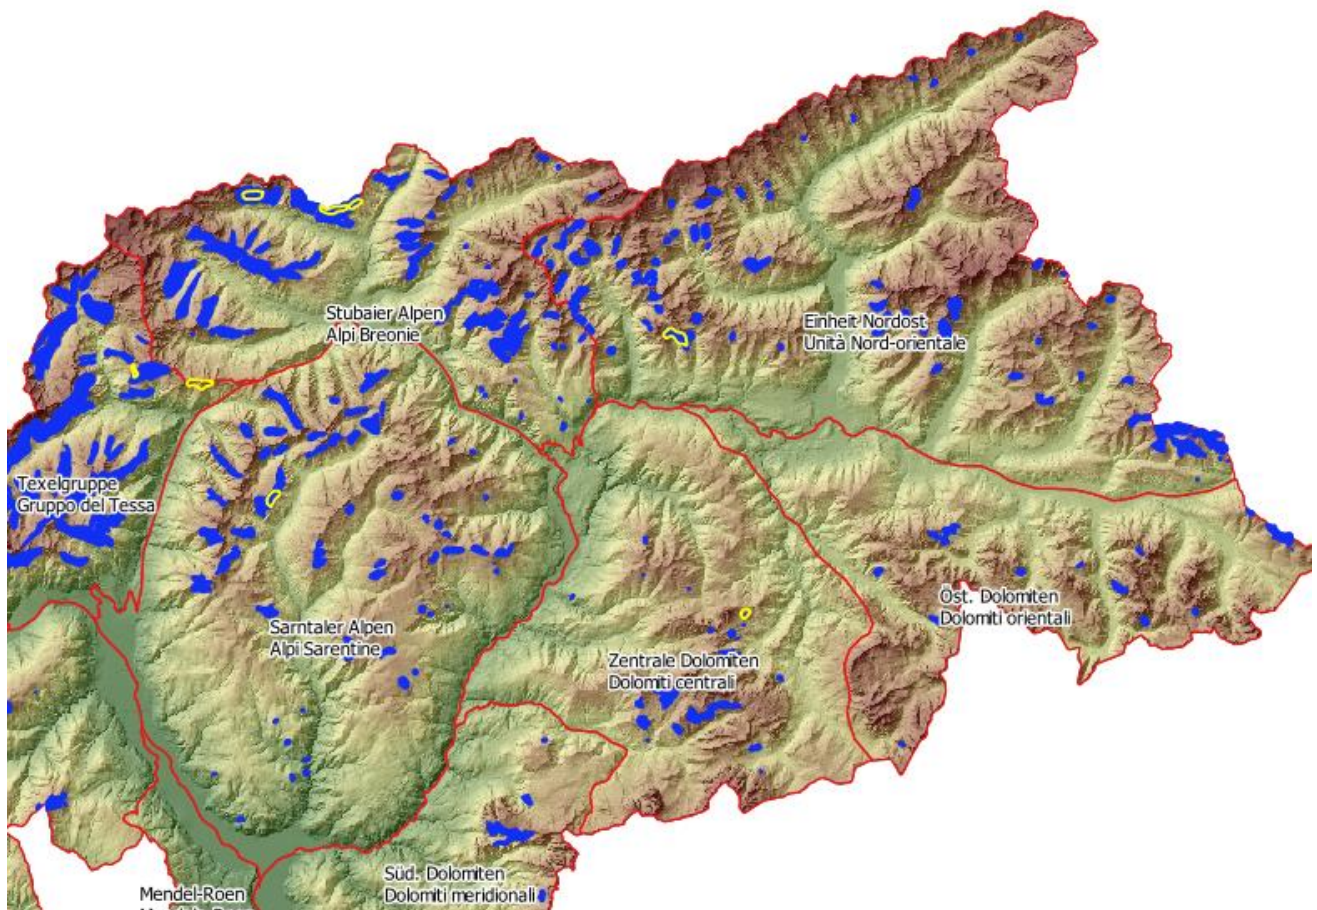 Stubaier Alpen
Alpi Breonie
Einheit Nordost
Unità Nord-orientale
Texelgruppe
Gruppo del Tessa
Öst. Dolomiten
Dolomiti orientali
Sarntaler Alpen
Alpi Sarentine
Zentrale Dolomiten
Dolomiti centrali
Süd. Dolomiten
Dolomiti meridionali
Mendel-Roen